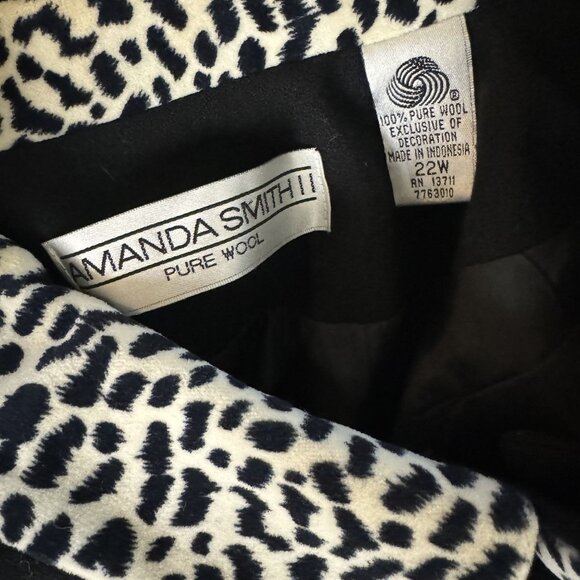 AMANDA SMITH II
PURE WOOL
®
100% PURE WOOL
EXCLUSIVE OF
DECORATION
MADE IN INDONESIA
22W
RN 13711
7763010